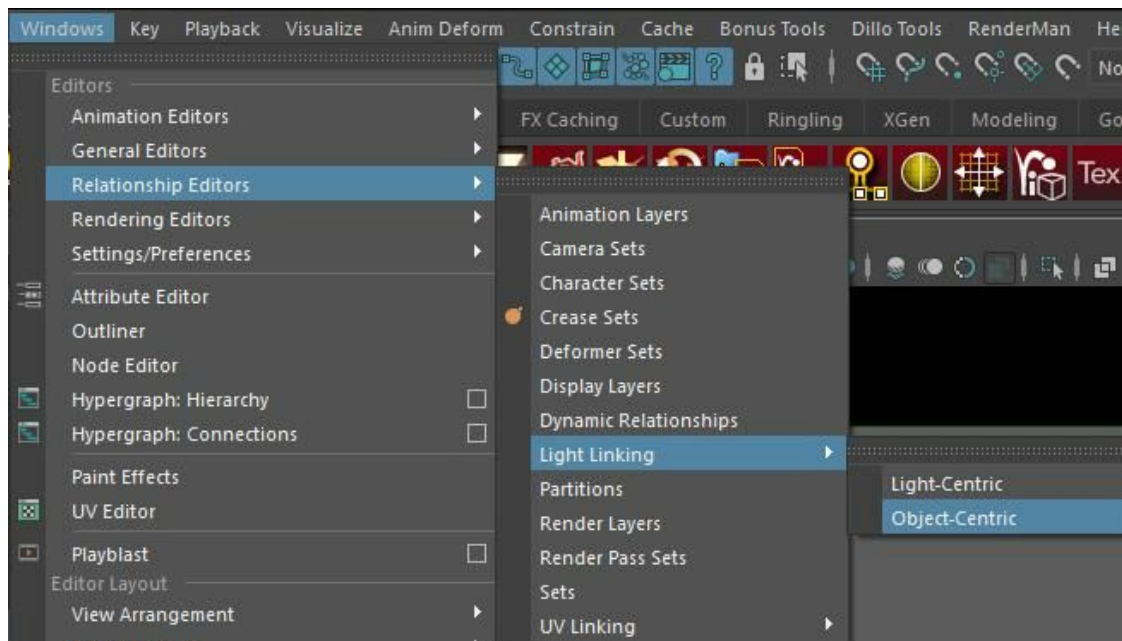 Windows Key Playback Visualize Anim Deform Constrain Cache Bonus Tools Dillo Tools RenderMan He
No
FX Caching Custom Ringling XGen Modeling Go
Tex
Editors
Animation Editors
General Editors
Relationship Editors
Rendering Editors
Settings/Preferences
Attribute Editor
Outliner
Node Editor
Hypergraph: Hierarchy
Hypergraph: Connections
Paint Effects
UV Editor
Playblast
Editor Layout
View Arrangement
Animation Layers
Camera Sets
Character Sets
Crease Sets
Deformer Sets
Display Layers
Dynamic Relationships
Light Linking
Partitions
Render Layers
Render Pass Sets
Sets
UV Linking
Light-Centric
Object-Centric